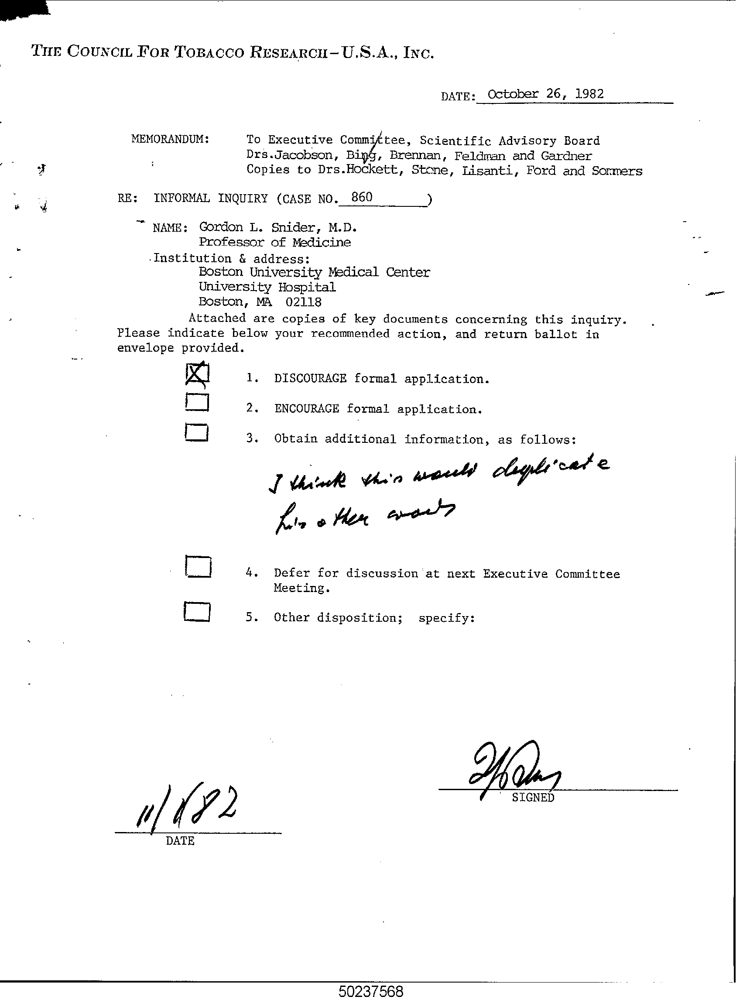 THE COUNCIL FOR TOBACCO RESEARCH-U.S.A., INC.
DATE: October 26, 1982
MEMORANDUM: To Executive Committee, Scientific Advisory Board
Drs.Jacobson, Bing, Brennan, Feldman and Gardner
Copies to Drs.Hockett, Stone, Lisanti, Ford and Sommers
RE: INFORMAL INQUIRY (CASE NO. 860 )
NAME: Gordon L. Snider, M.D.
Professor of Medicine
Institution & address:
Boston University Medical Center
University Hospital
Boston, MA 02118
Attached are copies of key documents concerning this inquiry.
Please indicate below your recommended action, and return ballot in
envelope provided.
1. DISCOURAGE formal application.
2. ENCOURAGE formal application.
3. Obtain additional information, as follows:
I think this would duplicate
his other
4. Defer for discussion at next Executive Committee
Meeting.
5. Other disposition; specify:
SIGNED
11/1/82
DATE
50237568